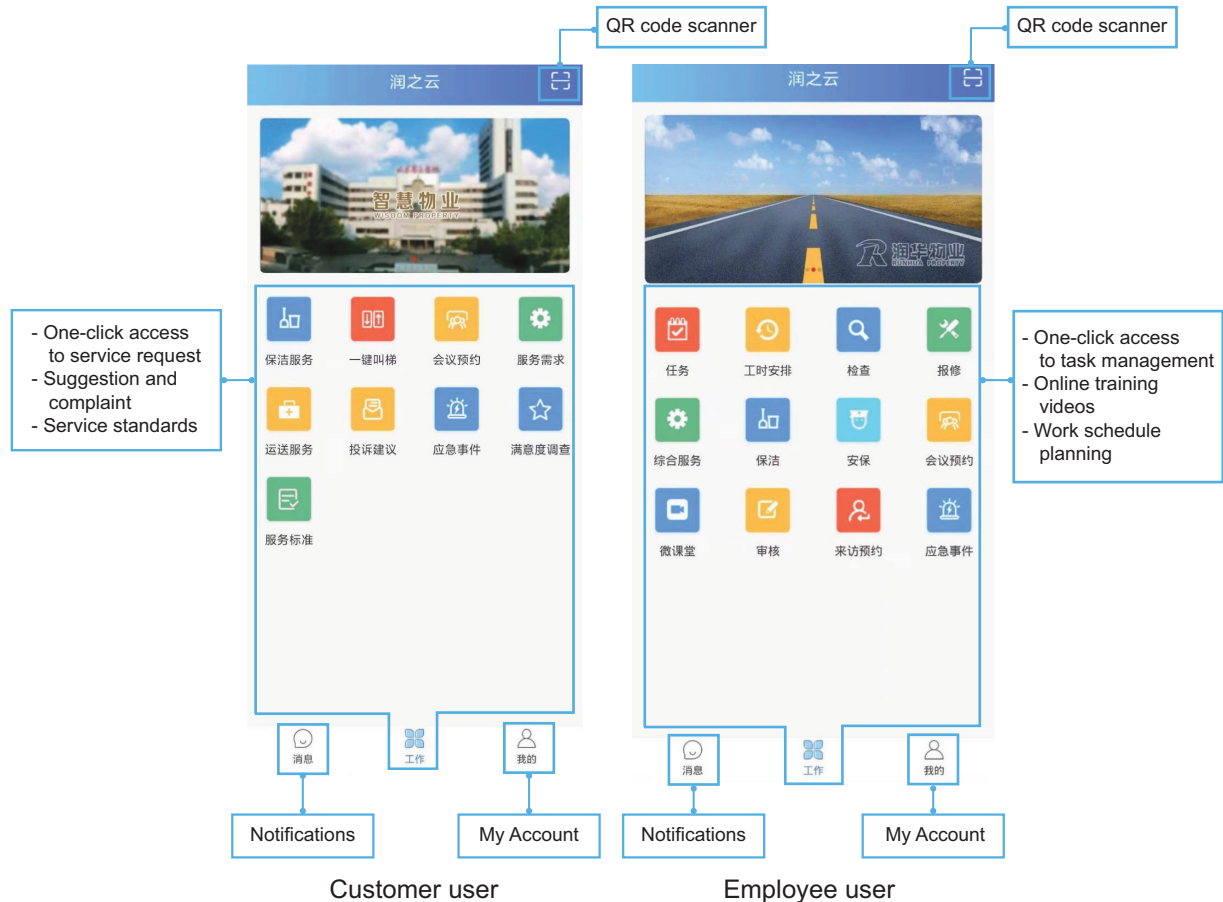 QR code scanner
QR code scanner
润之云
润之云
智慧物业
WISDOM PROPERTY
润华物业
RUNHUA PROPERTY
- One-click access
to service request
- Suggestion and
complaint
- Service standards
保洁服务
一键叫梯
会议预约
服务需求
运送服务
投诉建议
应急事件
满意度调查
服务标准
消息
工作
我的
任务
工时安排
检查
报修
综合服务
保洁
安保
会议预约
微课堂
审核
来访预约
应急事件
消息
工作
我的
- One-click access
to task management
- Online training
videos
- Work schedule
planning
Notifications
My Account
Notifications
My Account
Customer user
Employee user